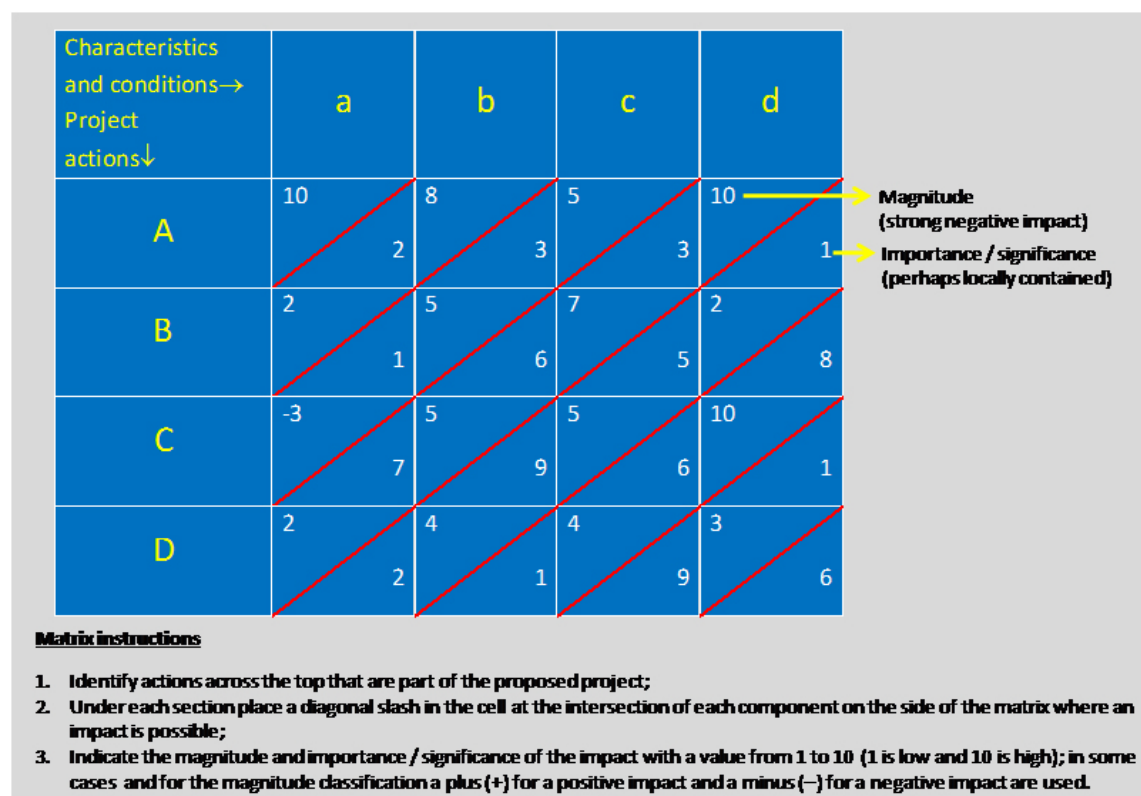 Characteristics
and conditions→
Project
actions↓
a
b
c
d
A
10
2
8
3
5
3
10
1
Magnitude
(strong negative impact)
Importance / significance
(perhaps locally contained)
B
2
1
5
6
7
5
2
8
C
-3
7
5
9
5
6
10
1
D
2
2
4
1
4
9
3
6
Matrix instructions
1. Identify actions across the top that are part of the proposed project;
2. Under each section place a diagonal slash in the cell at the intersection of each component on the side of the matrix where an
impact is possible;
3. Indicate the magnitude and importance / significance of the impact with a value from 1 to 10 (1 is low and 10 is high); in some
cases and for the magnitude classification a plus (+) for a positive impact and a minus (−) for a negative impact are used.